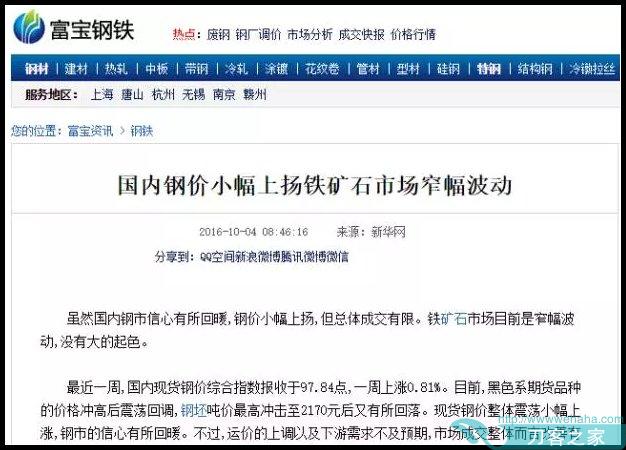 富宝钢铁
热点： 废钢 钢厂调价 市场分析 成交快报 价格行情
钢材 | 建材 | 热轧 | 中板 | 带钢 | 冷轧 | 涂镀 | 花纹卷 | 管材 | 型材 | 硅钢 | 特钢 | 结构钢 | 冷镦拉丝
服务地区： 上海 唐山 杭州 无锡 南京 赣州
您的位置： 富宝资讯 > 钢铁
国内钢价小幅上扬铁矿石市场窄幅波动
2016-10-04 08:46:16 来源：新华网
分享到： QQ空间新浪微博腾讯微博微信
虽然国内钢市信心有所回暖,钢价小幅上扬,但总体成交有限。铁矿石市场目前是窄幅波
动,没有大的起色。
最近一周,国内现货钢价综合指数报收于97.84点,一周上涨0.81%。目前,黑色系期货品种
的价格冲高后震荡回调,钢坯吨价最高冲击至2170元后又有所回落。现货钢价整体震荡小幅上
涨,钢市的信心有所回暖。不过,运价的上调以及下游需求不及预期,市场成交整体而言
刀客之家